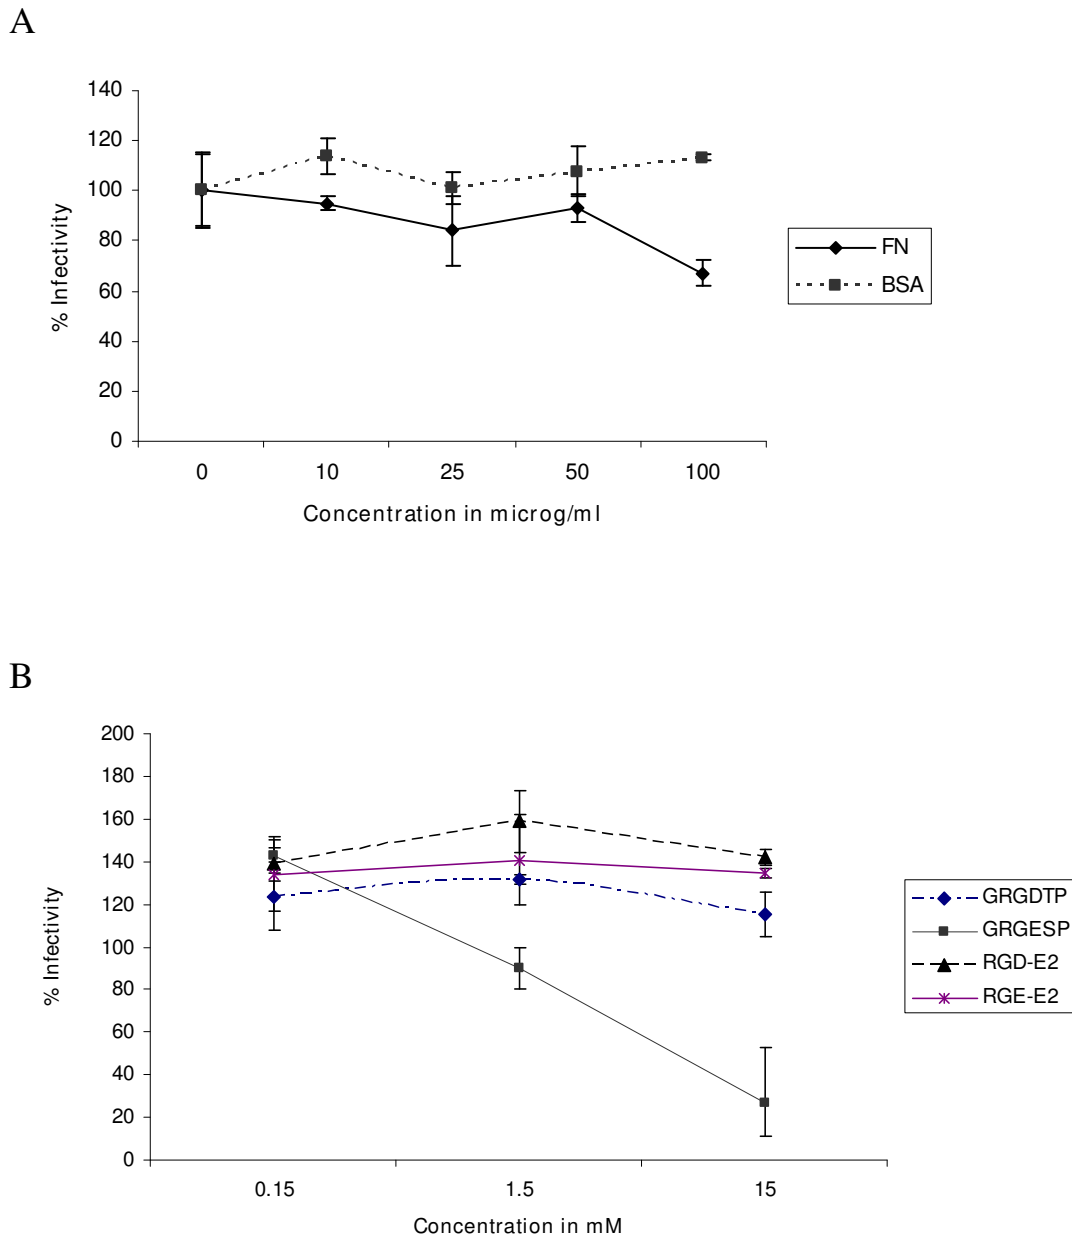 A
140
120
100
80
60
40
20
0
% Infectivity
0 10 25 50 100
Concentration in microg/ml
FN
BSA
B
200
180
160
140
120
100
80
60
40
20
0
% Infectivity
0.15 1.5 15
Concentration in mM
GRGDTP
GRGESP
RGD-E2
RGE-E2